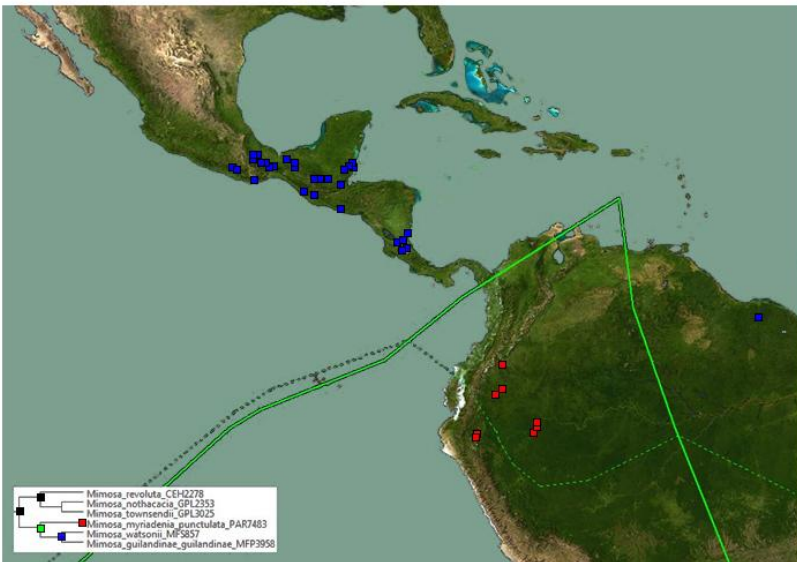 Mimosa_revoluta_CEH2278
Mimosa_nothacacia_GPL2353
Mimosa_townsendii_GPL3025
Mimosa_myriadenia_punctulata_PAR7483
Mimosa_watsonii_MFS857
Mimosa_guilandinae_guilandinae_MFP3958